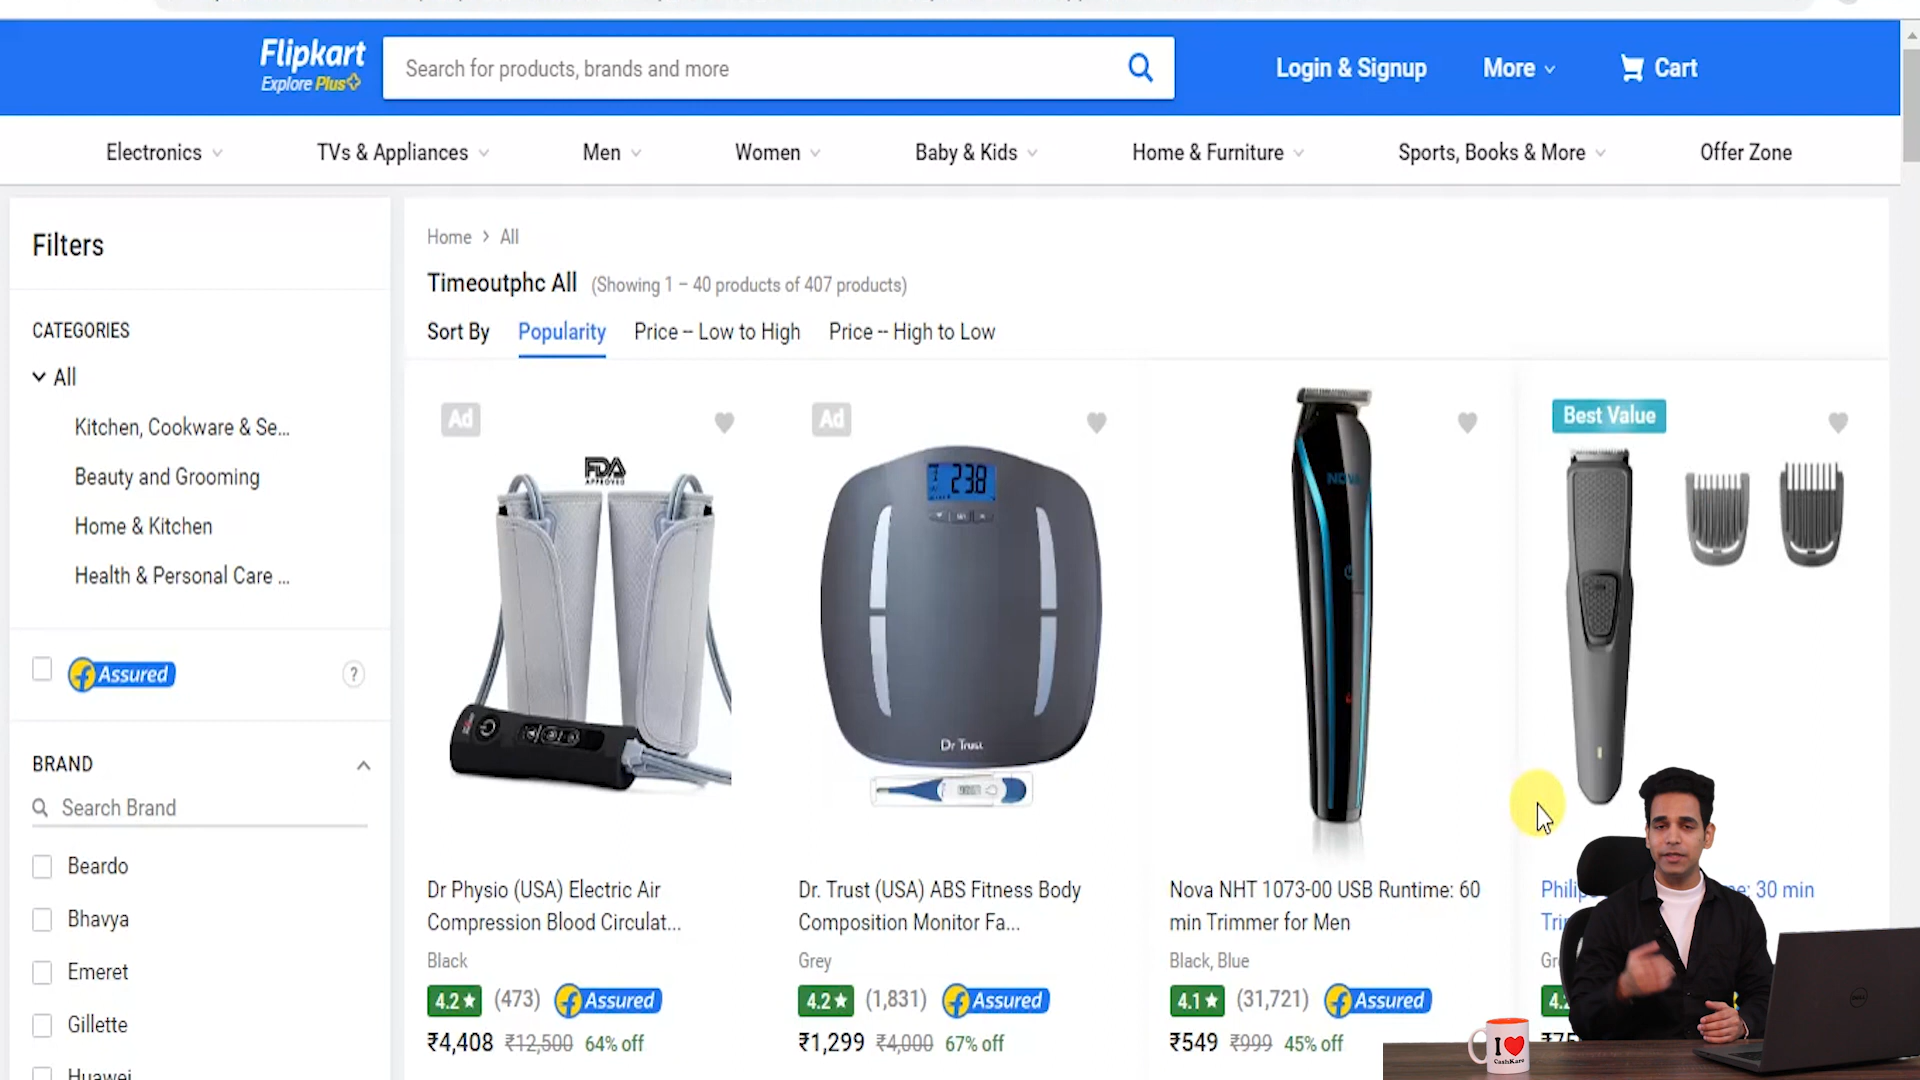 Flipkart
Explore Plus
Search for products, brands and more
Login & Signup
More
Cart
Electronics
TVs & Appliances
Men
Women
Baby & Kids
Home & Furniture
Sports, Books & More
Offer Zone
Filters
CATEGORIES
All
Kitchen, Cookware & Se...
Beauty and Grooming
Home & Kitchen
Health & Personal Care ...
Assured
?
BRAND
Search Brand
Beardo
Bhavya
Emeret
Gillette
Huawei
Home > All
Timeoutphc All (Showing 1 – 40 products of 407 products)
Sort By Popularity Price -- Low to High Price -- High to Low
Ad
FDA
APPROVED
Dr Physio (USA) Electric Air
Compression Blood Circulat...
Black
4.2★ (473) Assured
₹4,408 ₹12,500 64% off
Ad
23.8
Dr Trust
Dr. Trust (USA) ABS Fitness Body
Composition Monitor Fa...
Grey
4.2★ (1,831) Assured
₹1,299 ₹4,000 67% off
NOVA
Nova NHT 1073-00 USB Runtime: 60
min Trimmer for Men
Black, Blue
4.1★ (31,721) Assured
₹549 ₹999 45% off
Best Value
30 min
I ♥
CashKaro
DELL